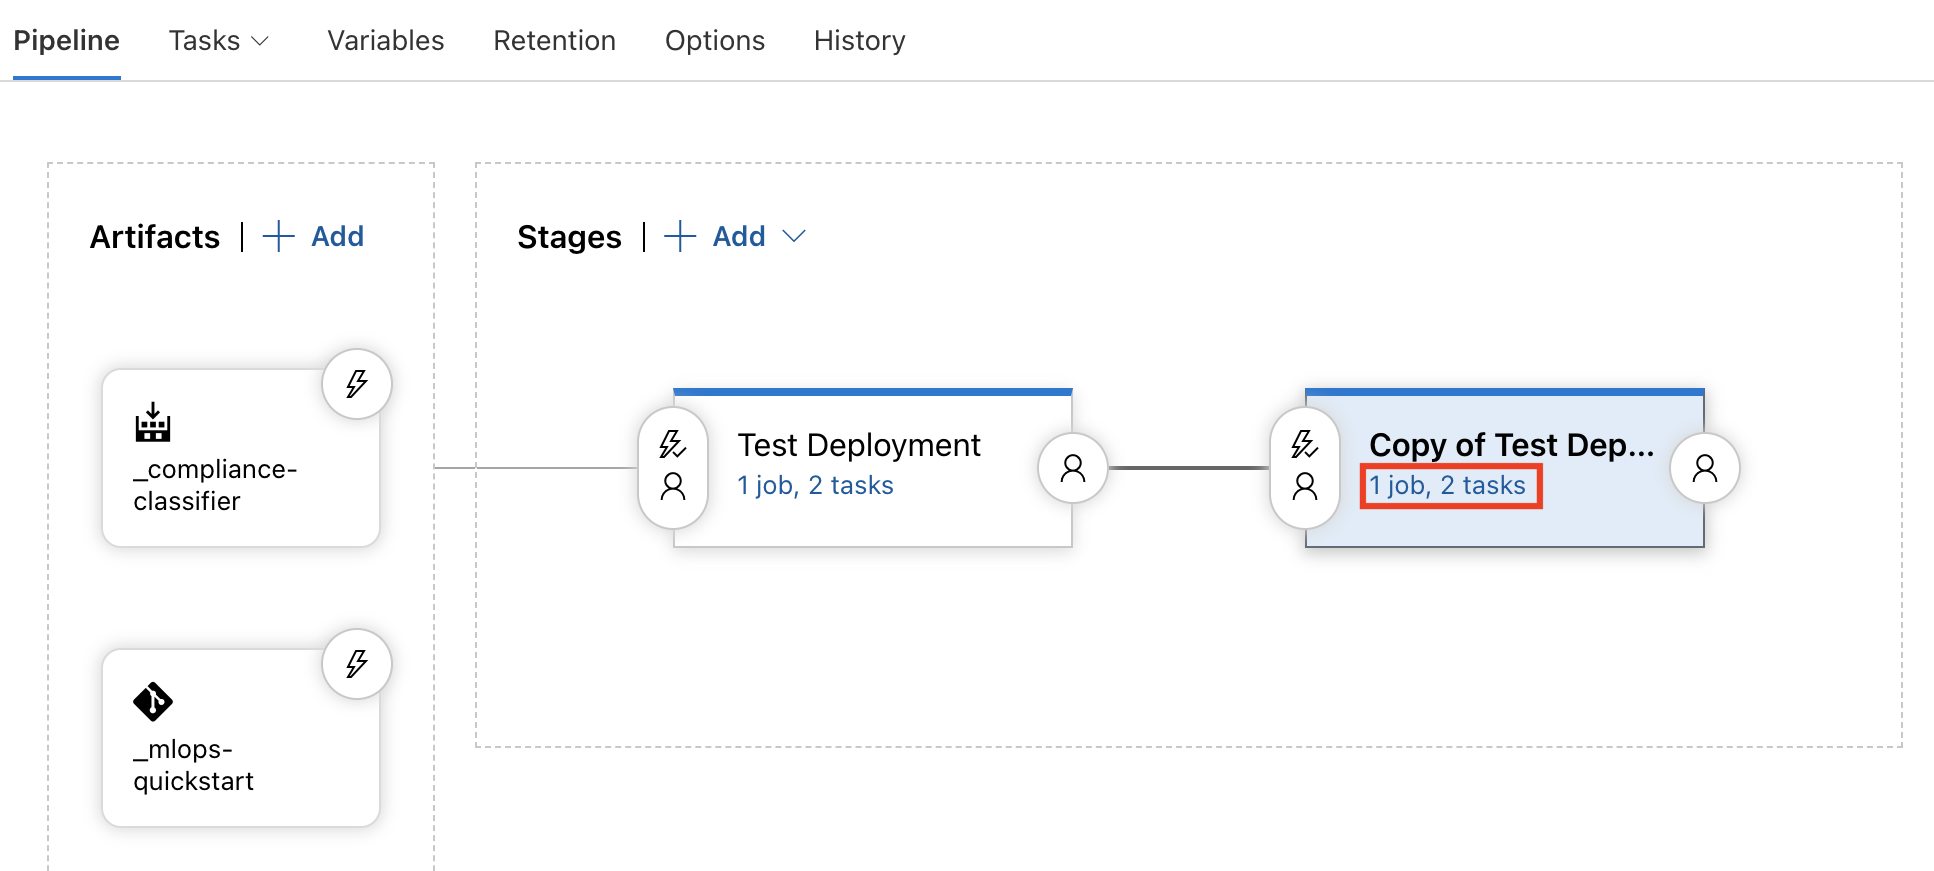 Pipeline Tasks Variables Retention Options History
Artifacts | + Add
Stages | + Add
_compliance-
classifier
_mlops-
quickstart
Test Deployment
1 job, 2 tasks
Copy of Test Dep...
1 job, 2 tasks